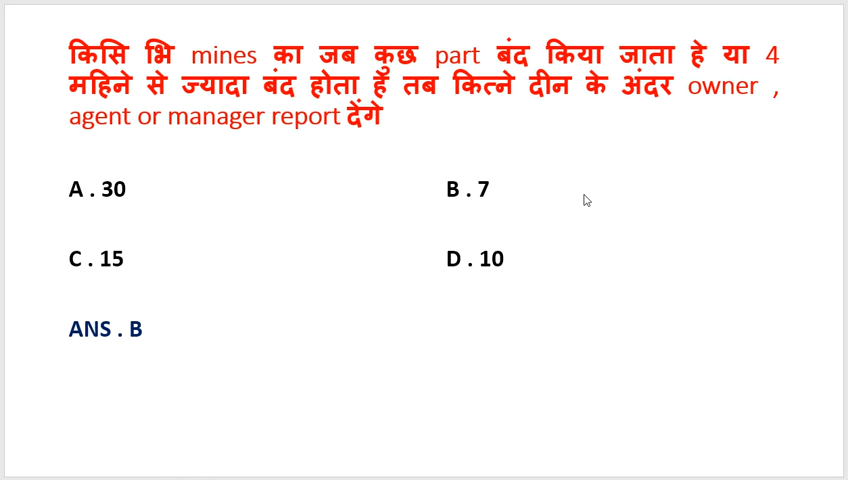 किसि भि mines का जब कुछ part बंद किया जाता हे या 4
महिने से ज्यादा बंद होता हे तब कित्ने दीन के अंदर owner ,
agent or manager report देंगे
A . 30
B . 7
C . 15
D . 10
ANS . B